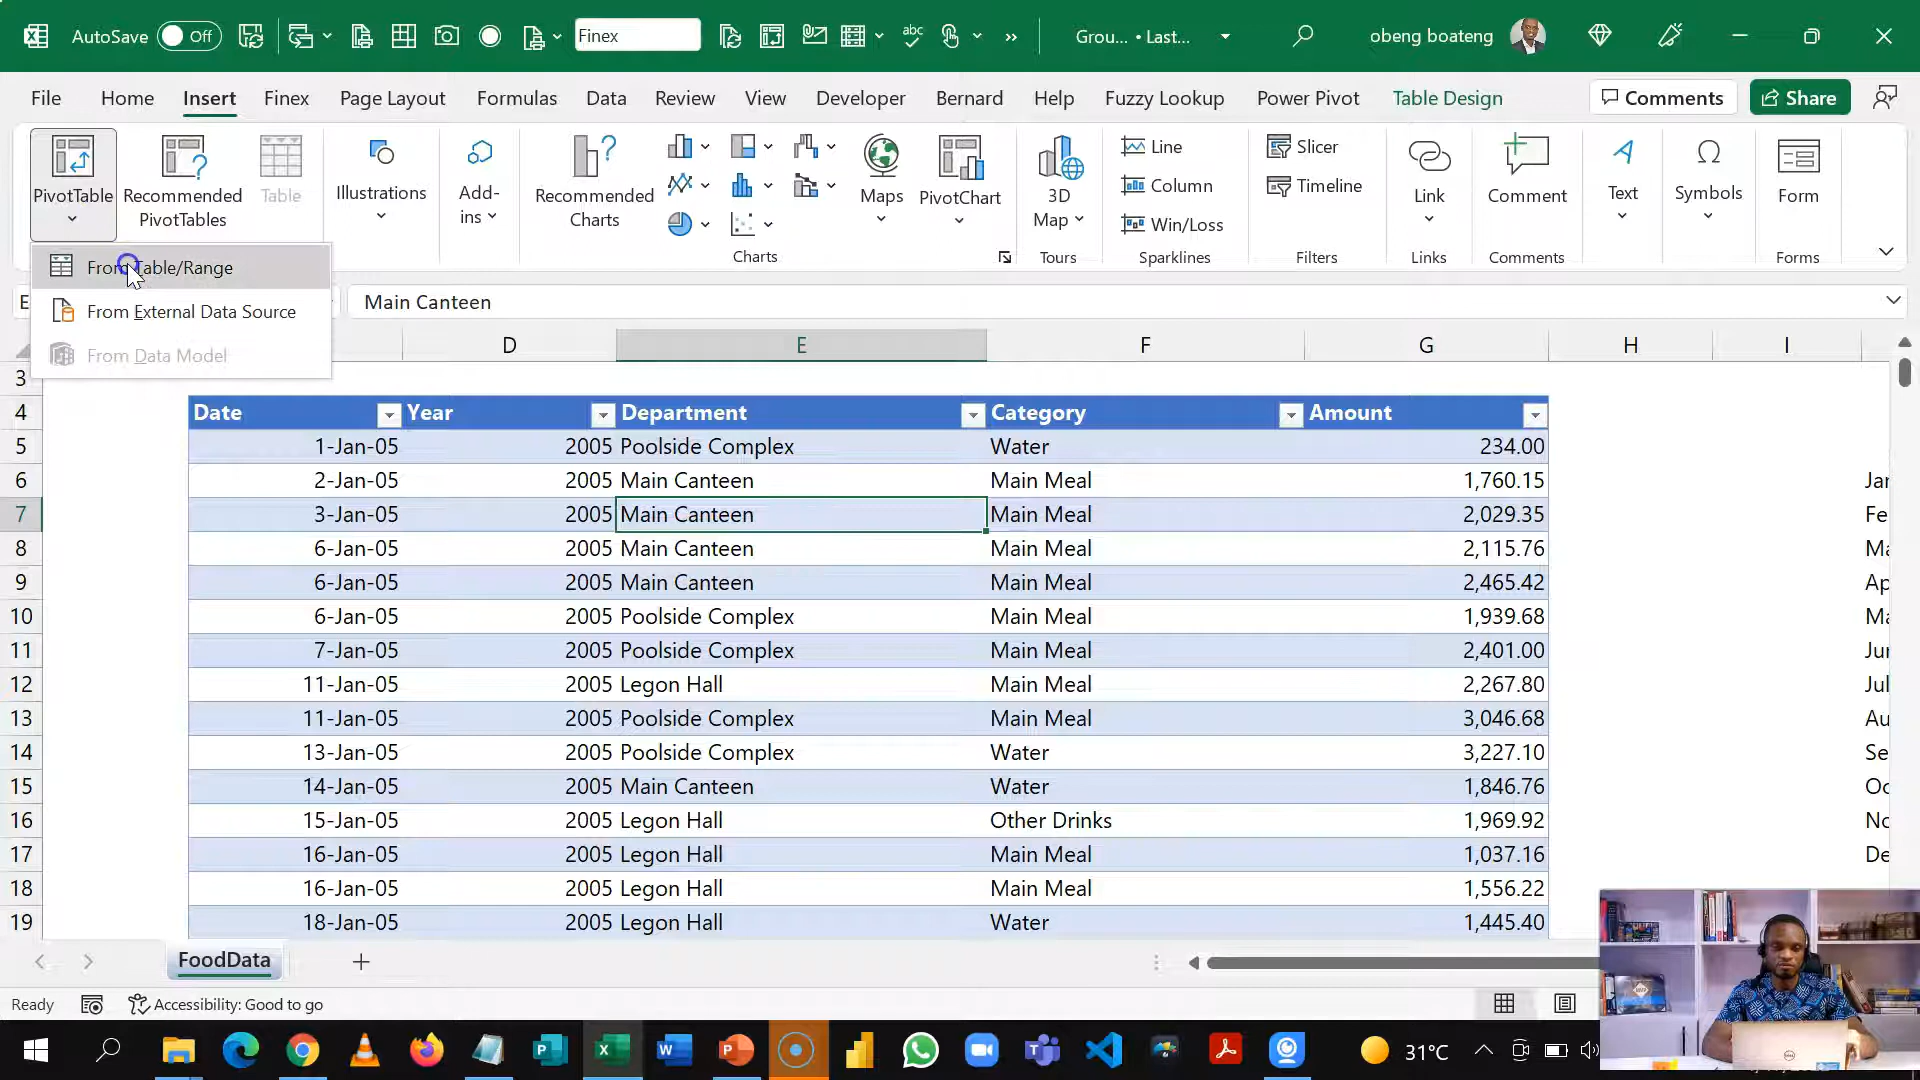 AutoSave Off Finex Grou... • Last... obeng boateng
File Home Insert Finex Page Layout Formulas Data Review View Developer Bernard Help Fuzzy Lookup Power Pivot Table Design Comments Share
PivotTable
Recommended
PivotTables
Table
Illustrations
Add-
ins
Recommended
Charts
Maps
PivotChart
3D
Map
Line
Column
Win/Loss
Slicer
Timeline
Link
Comment
Text
Symbols
Form
Charts Tours Sparklines Filters Links Comments Forms
From Table/Range
From External Data Source
From Data Model
E Main Canteen
D E F G H I
3
4 Date Year Department Category Amount
5 1-Jan-05 2005 Poolside Complex Water 234.00
6 2-Jan-05 2005 Main Canteen Main Meal 1,760.15 Jan
7 3-Jan-05 2005 Main Canteen Main Meal 2,029.35 Fe
8 6-Jan-05 2005 Main Canteen Main Meal 2,115.76 Ma
9 6-Jan-05 2005 Main Canteen Main Meal 2,465.42 Ap
10 6-Jan-05 2005 Poolside Complex Main Meal 1,939.68 Ma
11 7-Jan-05 2005 Poolside Complex Main Meal 2,401.00 Jun
12 11-Jan-05 2005 Legon Hall Main Meal 2,267.80 Jul
13 11-Jan-05 2005 Poolside Complex Main Meal 3,046.68 Au
14 13-Jan-05 2005 Poolside Complex Water 3,227.10 Se
15 14-Jan-05 2005 Main Canteen Water 1,846.76 Oc
16 15-Jan-05 2005 Legon Hall Other Drinks 1,969.92 No
17 16-Jan-05 2005 Legon Hall Main Meal 1,037.16 De
18 16-Jan-05 2005 Legon Hall Main Meal 1,556.22
19 18-Jan-05 2005 Legon Hall Water 1,445.40
FoodData
Ready Accessibility: Good to go
31°C